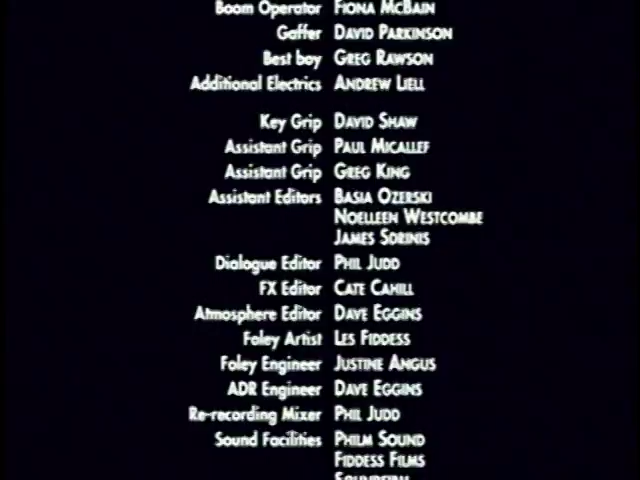 Boom Operator FIONA MCBAIN
Gaffer DAVID PARKINSON
Best boy GREG RAWSON
Additional Electrics ANDREW LIELL
Key Grip DAVID SHAW
Assistant Grip PAUL MICALLEF
Assistant Grip GREG KING
Assistant Editors BASIA OZERSKI
NOELLEEN WESTCOMBE
JAMES SDRINIS
Dialogue Editor PHIL JUDD
FX Editor CATE CAHILL
Atmosphere Editor DAVE EGGINS
Foley Artist LES FIDDESS
Foley Engineer JUSTINE ANGUS
ADR Engineer DAVE EGGINS
Re-recording Mixer PHIL JUDD
Sound Facilities PHILM SOUND
FIDDESS FILMS